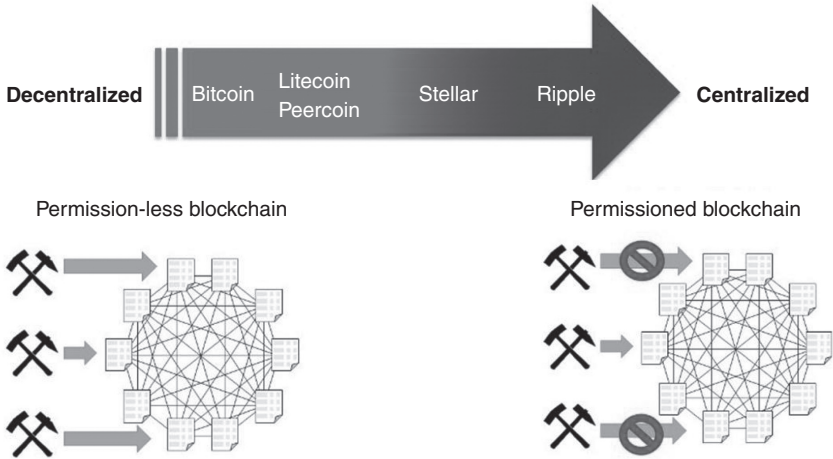 Decentralized
Bitcoin
Litecoin
Peercoin
Stellar
Ripple
Centralized
Permission-less blockchain
Permissioned blockchain